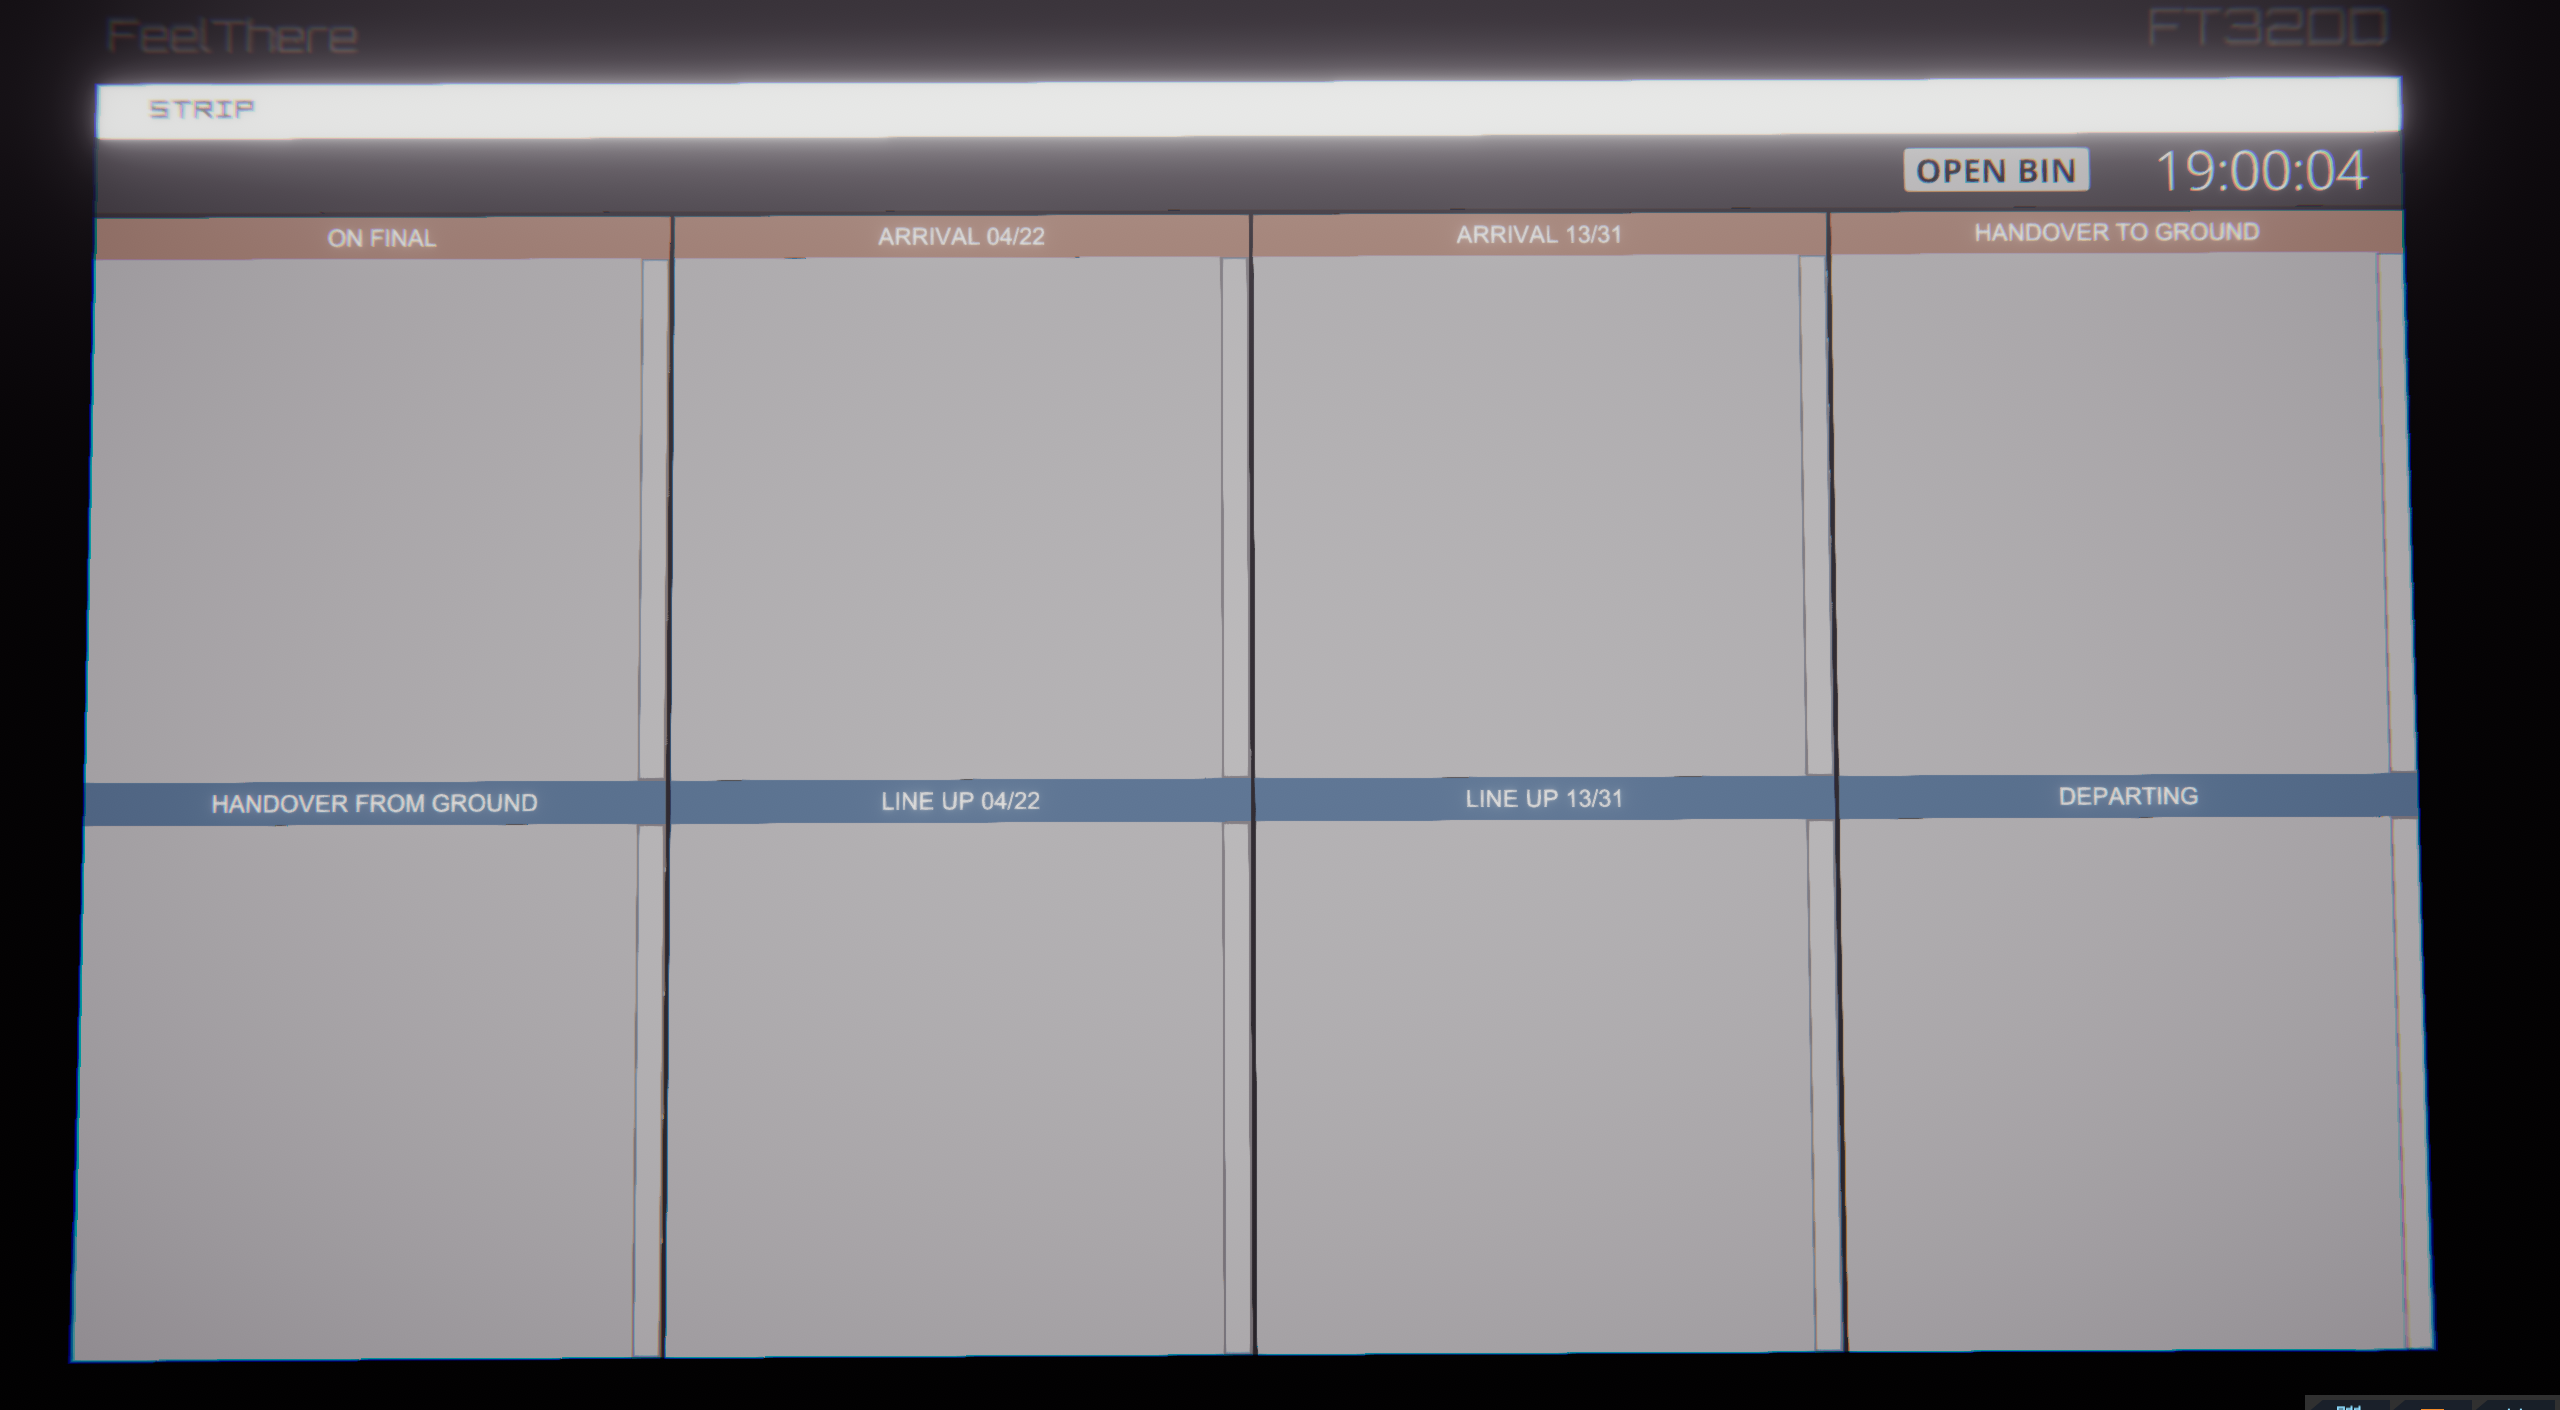 FeelThere
FT32DD
STRIP
OPEN BIN
19:00:04
ON FINAL
ARRIVAL 04/22
ARRIVAL 13/31
HANDOVER TO GROUND
HANDOVER FROM GROUND
LINE UP 04/22
LINE UP 13/31
DEPARTING